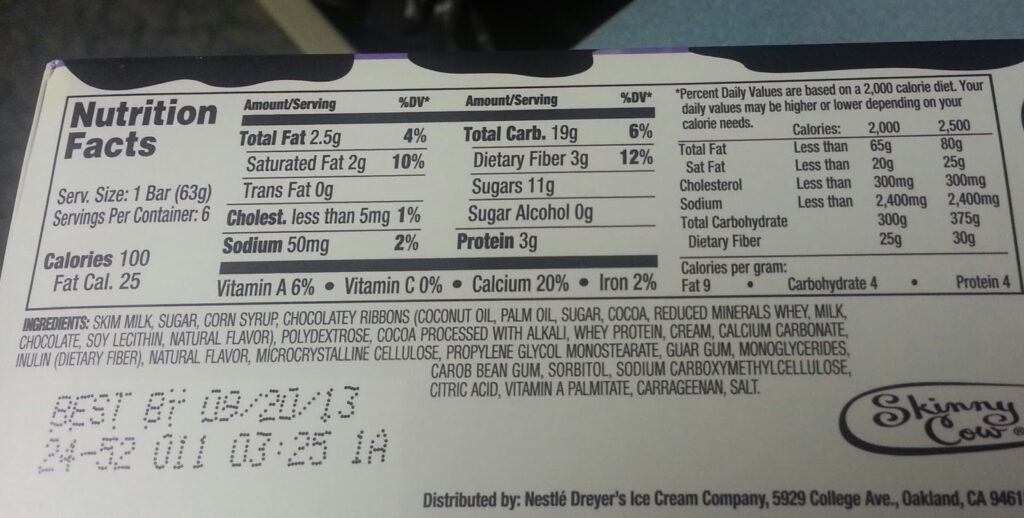 Nutrition
Facts
Serv. Size: 1 Bar (63g)
Servings Per Container: 6
Calories 100
Fat Cal. 25
Amount/Serving %DV*
Total Fat 2.5g 4%
Saturated Fat 2g 10%
Trans Fat 0g
Cholest. less than 5mg 1%
Sodium 50mg 2%
Amount/Serving %DV*
Total Carb. 19g 6%
Dietary Fiber 3g 12%
Sugars 11g
Sugar Alcohol 0g
Protein 3g
Vitamin A 6% • Vitamin C 0% • Calcium 20% • Iron 2%
*Percent Daily Values are based on a 2,000 calorie diet. Your
daily values may be higher or lower depending on your
calorie needs.
Calories: 2,000 2,500
Total Fat Less than 65g 80g
Sat Fat Less than 20g 25g
Cholesterol Less than 300mg 300mg
Sodium Less than 2,400mg 2,400mg
Total Carbohydrate 300g 375g
Dietary Fiber 25g 30g
Calories per gram:
Fat 9 • Carbohydrate 4 • Protein 4
INGREDIENTS: SKIM MILK, SUGAR, CORN SYRUP, CHOCOLATEY RIBBONS (COCONUT OIL, PALM OIL, SUGAR, COCOA, REDUCED MINERALS WHEY, MILK,
CHOCOLATE, SOY LECITHIN, NATURAL FLAVOR), POLYDEXTROSE, COCOA PROCESSED WITH ALKALI, WHEY PROTEIN, CREAM, CALCIUM CARBONATE,
INULIN (DIETARY FIBER), NATURAL FLAVOR, MICROCRYSTALLINE CELLULOSE, PROPYLENE GLYCOL MONOSTEARATE, GUAR GUM, MONOGLYCERIDES,
CAROB BEAN GUM, SORBITOL, SODIUM CARBOXYMETHYLCELLULOSE,
CITRIC ACID, VITAMIN A PALMITATE, CARRAGEENAN, SALT.
BEST BY 08/20/13
24-52 011 03:25 1A
Skinny
Cow®
Distributed by: Nestlé Dreyer's Ice Cream Company, 5929 College Ave., Oakland, CA